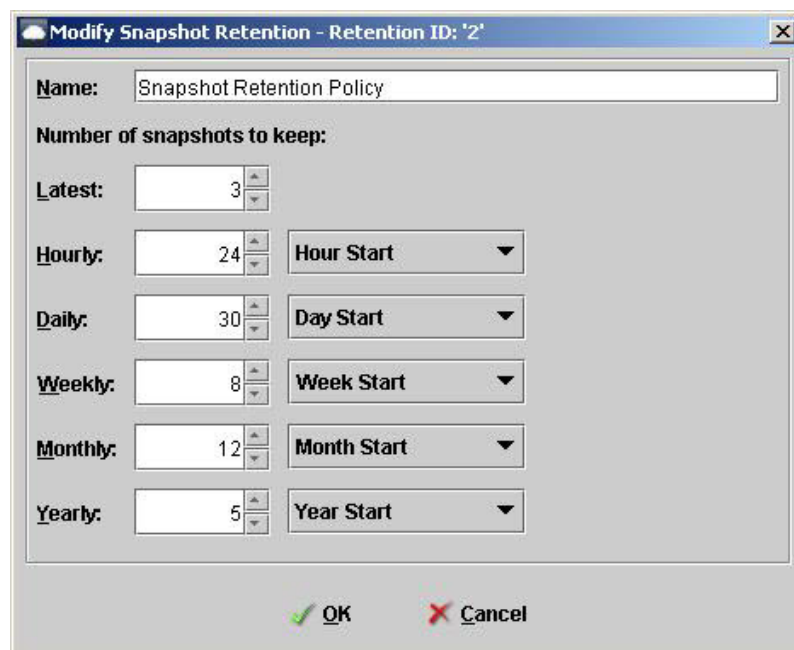 Modify Snapshot Retention - Retention ID: '2'
Name: Snapshot Retention Policy
Number of snapshots to keep:
Latest: 3
Hourly: 24 Hour Start
Daily: 30 Day Start
Weekly: 8 Week Start
Monthly: 12 Month Start
Yearly: 5 Year Start
OK Cancel